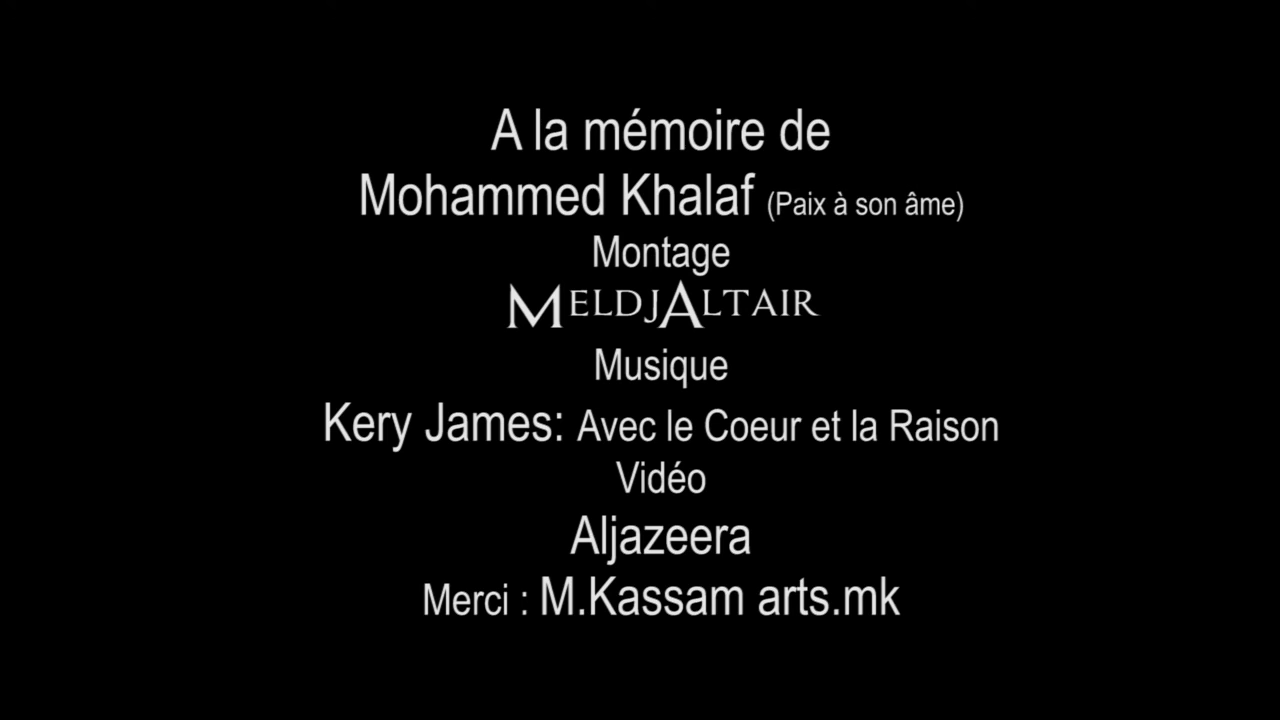 A la mémoire de
Mohammed Khalaf (Paix à son âme)
Montage
MELDJALTAIR
Musique
Kery James: Avec le Coeur et la Raison
Vidéo
Aljazeera
Merci : M.Kassam arts.mk